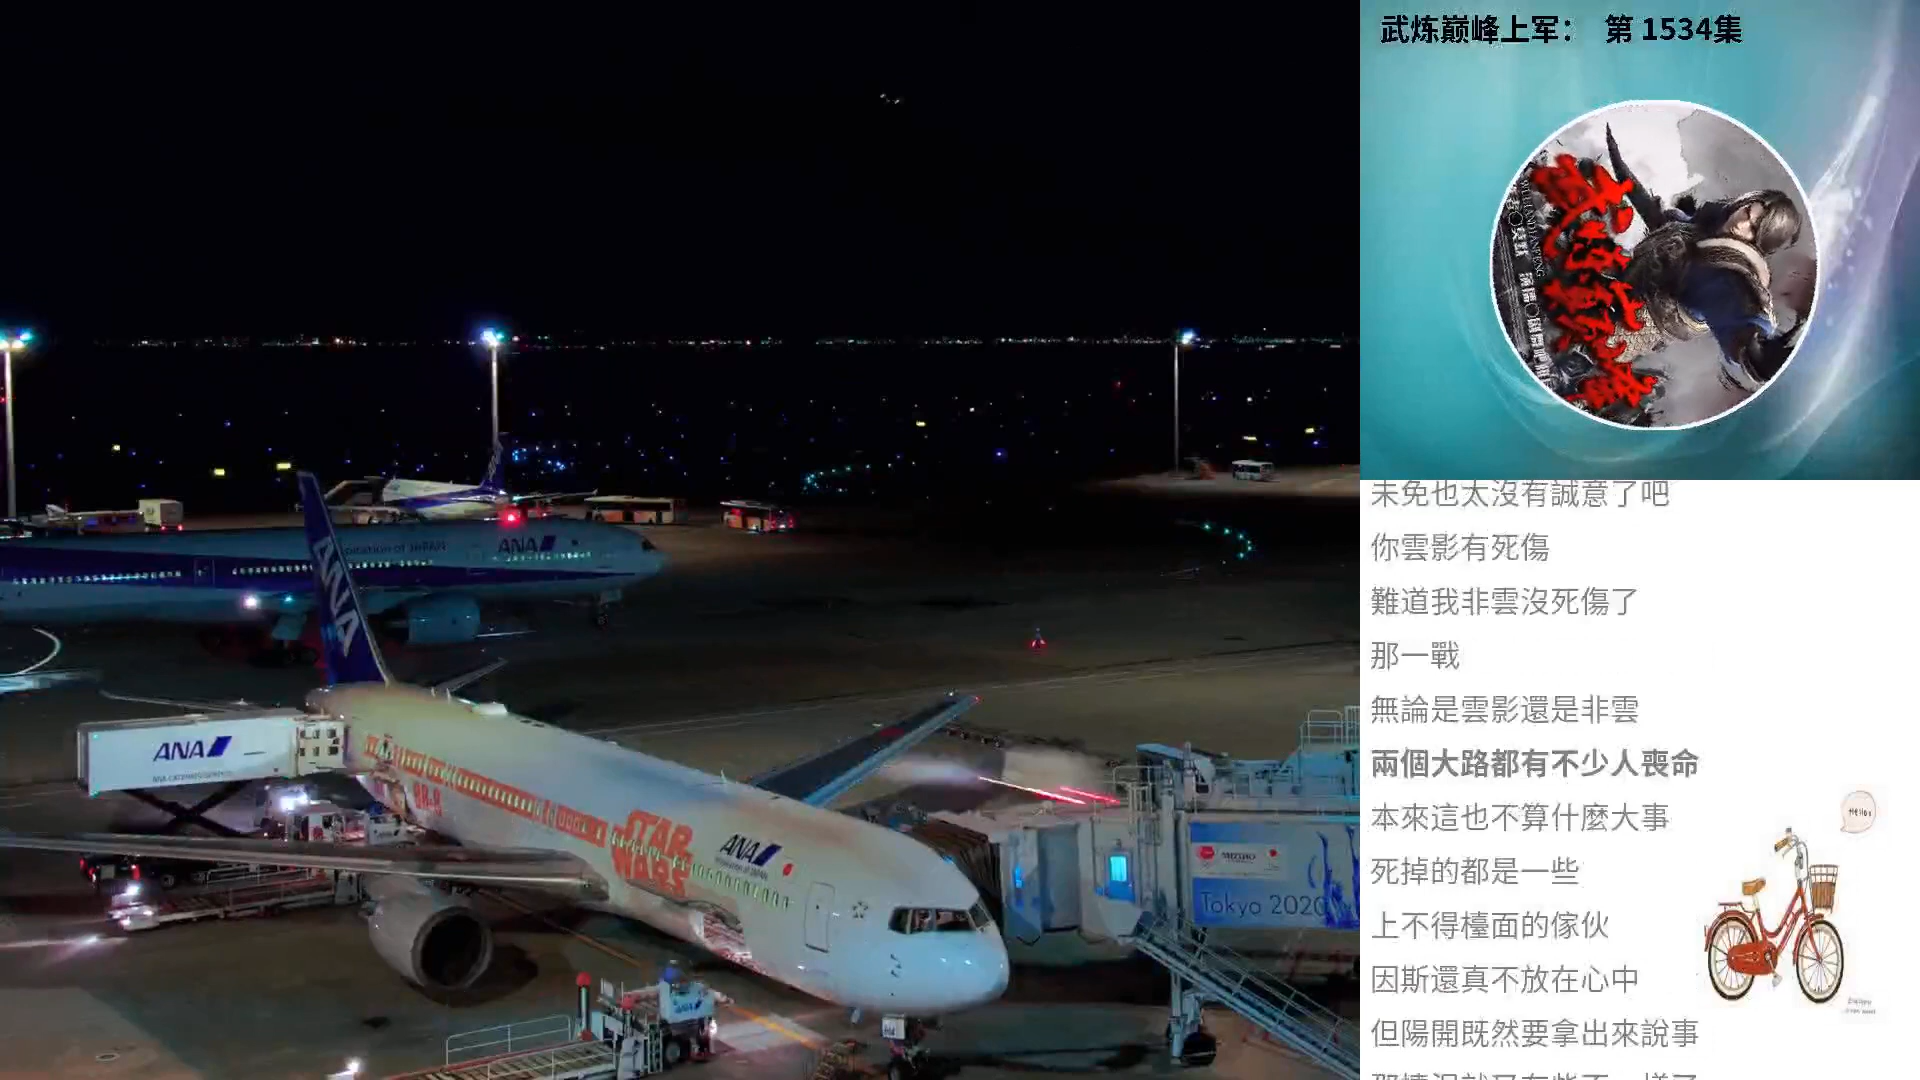 武炼巅峰上军： 第 1534集
未免也太沒有誠意了吧
你雲影有死傷
難道我非雲沒死傷了
那一戰
無論是雲影還是非雲
兩個大路都有不少人喪命
本來這也不算什麼大事
死掉的都是一些
上不得檯面的傢伙
因斯還真不放在心中
但陽開既然要拿出來說事
Hello
ANA
ANA
ANA
BB-8
STAR
WARS
ANA
MIZUHO
Tokyo 2020
ANA